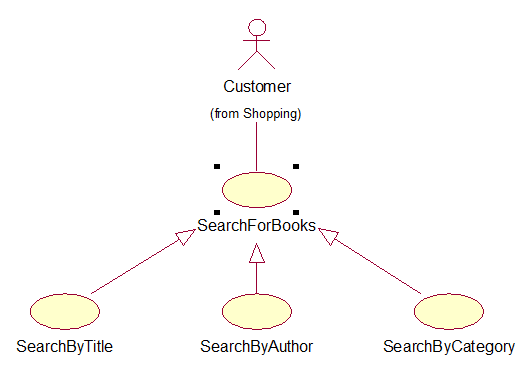 Customer
(from Shopping)
SearchForBooks
SearchByTitle
SearchByAuthor
SearchByCategory